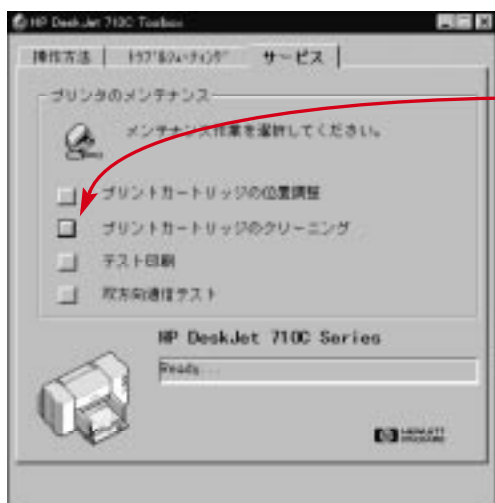 HP DeskJet 710C Toolbox
操作方法 トラブルシューティング サービス
プリンタのメンテナンス
メンテナンス作業を選択してください。
プリントカートリッジの位置調整
プリントカートリッジのクリーニング
テスト印刷
双方向通信テスト
HP DeskJet 710C Series
Ready...
HEWLETT
PACKARD